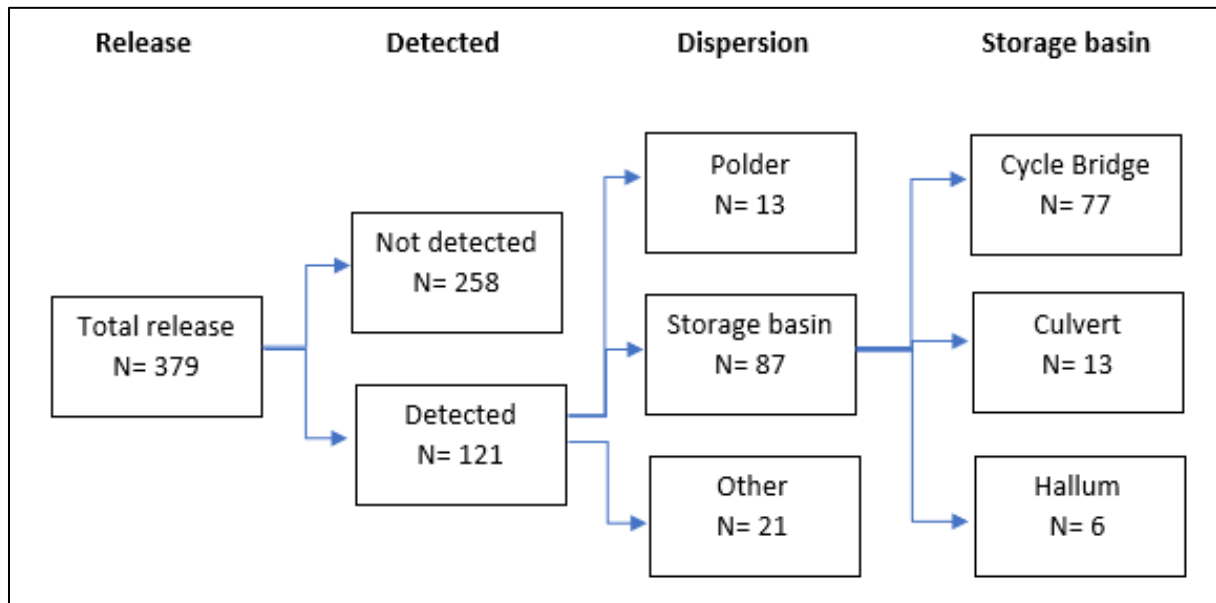 Release
Detected
Dispersion
Storage basin
Total release
N= 379
Not detected
N= 258
Detected
N= 121
Polder
N= 13
Storage basin
N= 87
Other
N= 21
Cycle Bridge
N= 77
Culvert
N= 13
Hallum
N= 6